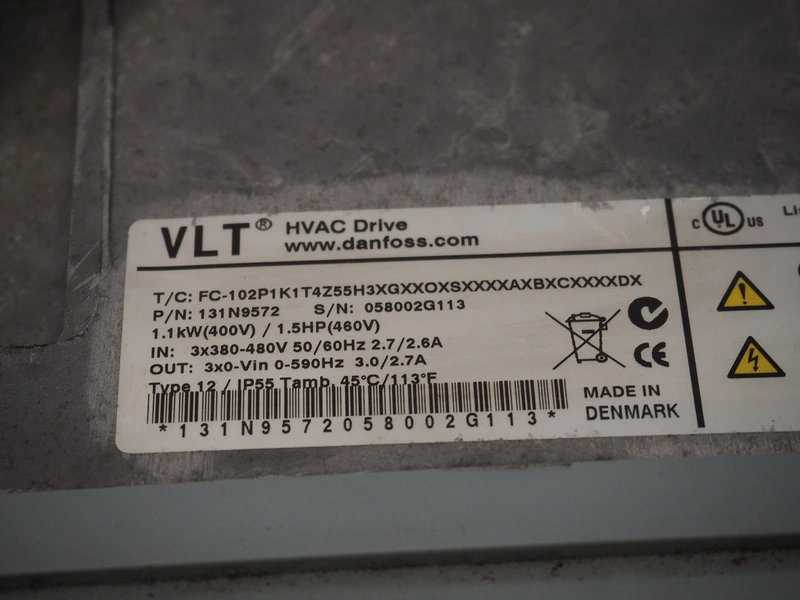 VLT® HVAC Drive
www.danfoss.com
T/C: FC-102P1K1T4Z55H3XGXXOXSXXXXAXBXCXXXXDX
P/N: 131N9572 S/N: 058002G113
1.1kW(400V) / 1.5HP(460V)
IN: 3x380-480V 50/60Hz 2.7/2.6A
OUT: 3x0-Vin 0-590Hz 3.0/2.7A
Type 12 / IP55 Tamb. 45°C/113°F
*131N9572058002G113*
MADE IN
DENMARK
CE
c UL US